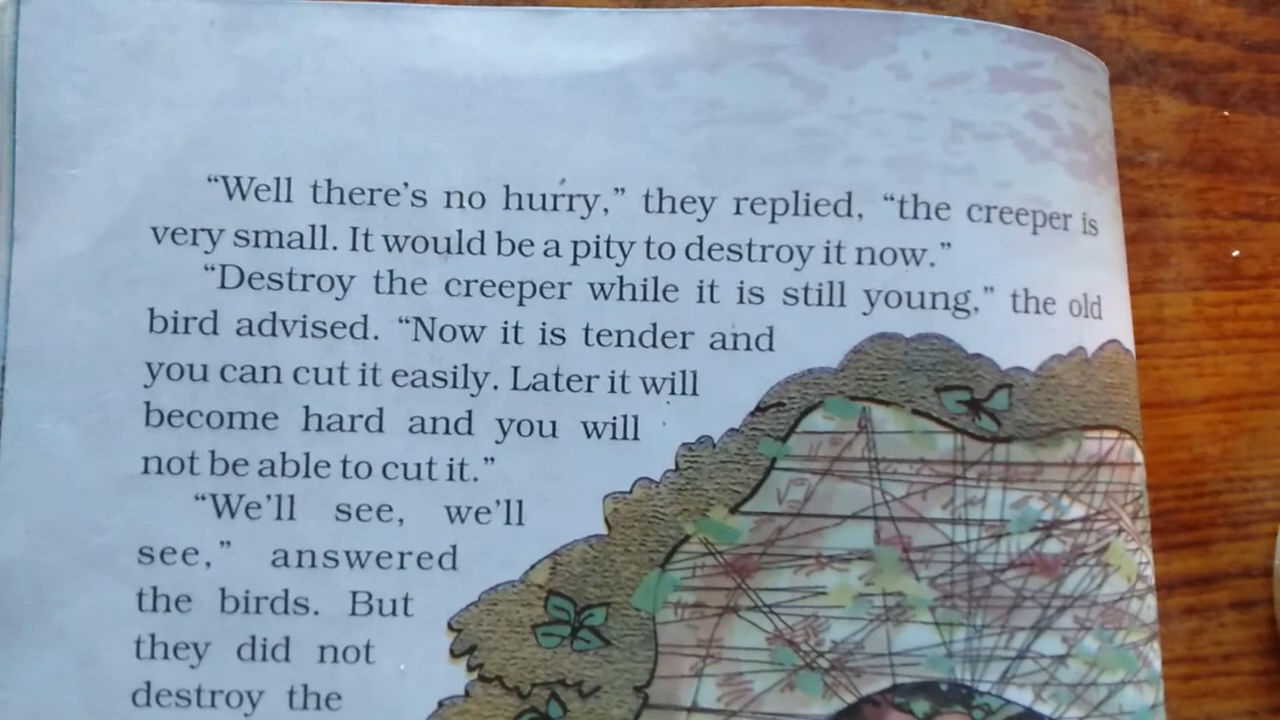 “Well there’s no hurry,” they replied, “the creeper is
very small. It would be a pity to destroy it now.”
“Destroy the creeper while it is still young,” the old
bird advised. “Now it is tender and
you can cut it easily. Later it will
become hard and you will
not be able to cut it.”
“We’ll see, we’ll
see,” answered
the birds. But
they did not
destroy the